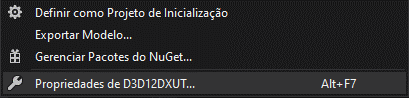 Definir como Projeto de Inicialização
Exportar Modelo...
Gerenciar Pacotes do NuGet...
Propriedades de D3D12DXUT... Alt+F7